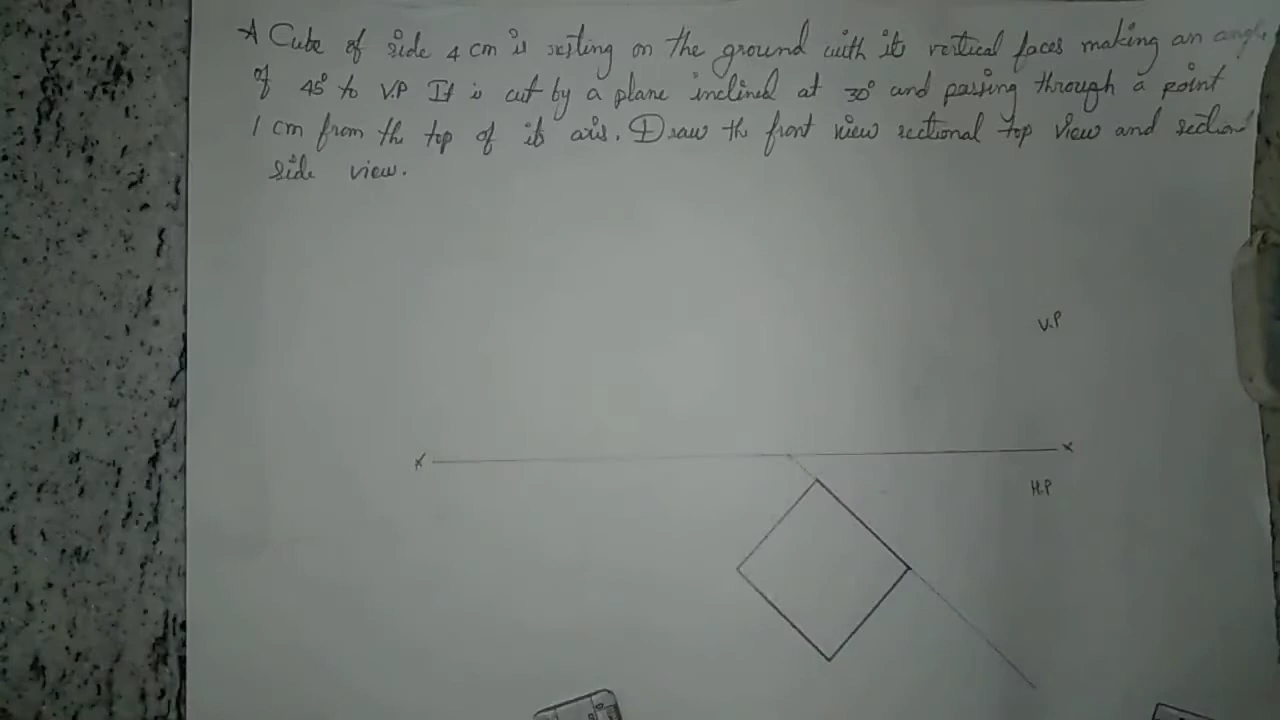 A Cube of side 4 cm is resting on the ground with its vertical faces making an angle
of 45° to V.P It is cut by a plane inclined at 30° and passing through a point
1 cm from the top of its axis. Draw the front view sectional top view and section
side view.
V.P
X X
H.P